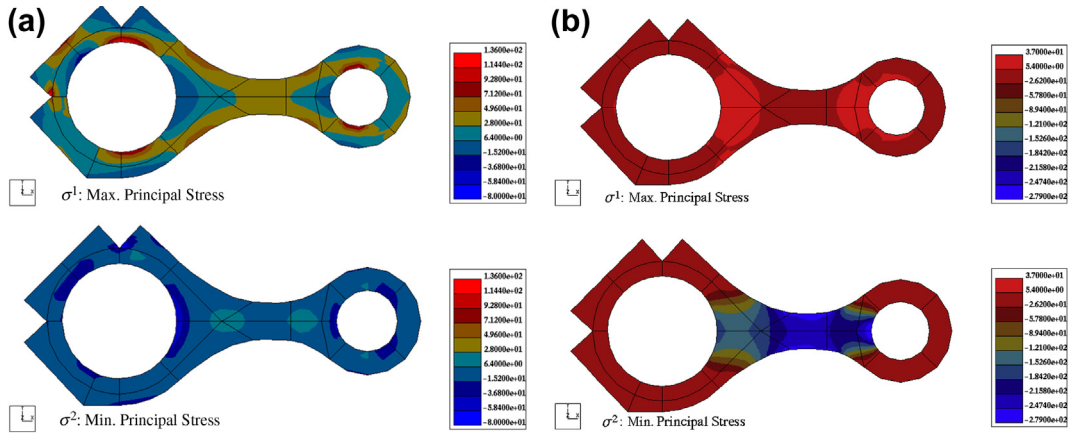 (a)
(b)
1.3600e+02
1.1440e+02
9.2800e+01
7.1200e+01
4.9600e+01
2.8000e+01
6.4000e+00
-1.5200e+01
-3.6800e+01
-5.8400e+01
-8.0000e+01
z x
σ¹: Max. Principal Stress
3.7000e+01
5.4000e+00
-2.6200e+01
-5.7800e+01
-8.9400e+01
-1.2100e+02
-1.5260e+02
-1.8420e+02
-2.1580e+02
-2.4740e+02
-2.7900e+02
z x
σ¹: Max. Principal Stress
1.3600e+02
1.1440e+02
9.2800e+01
7.1200e+01
4.9600e+01
2.8000e+01
6.4000e+00
-1.5200e+01
-3.6800e+01
-5.8400e+01
-8.0000e+01
z x
σ²: Min. Principal Stress
3.7000e+01
5.4000e+00
-2.6200e+01
-5.7800e+01
-8.9400e+01
-1.2100e+02
-1.5260e+02
-1.8420e+02
-2.1580e+02
-2.4740e+02
-2.7900e+02
z x
σ²: Min. Principal Stress